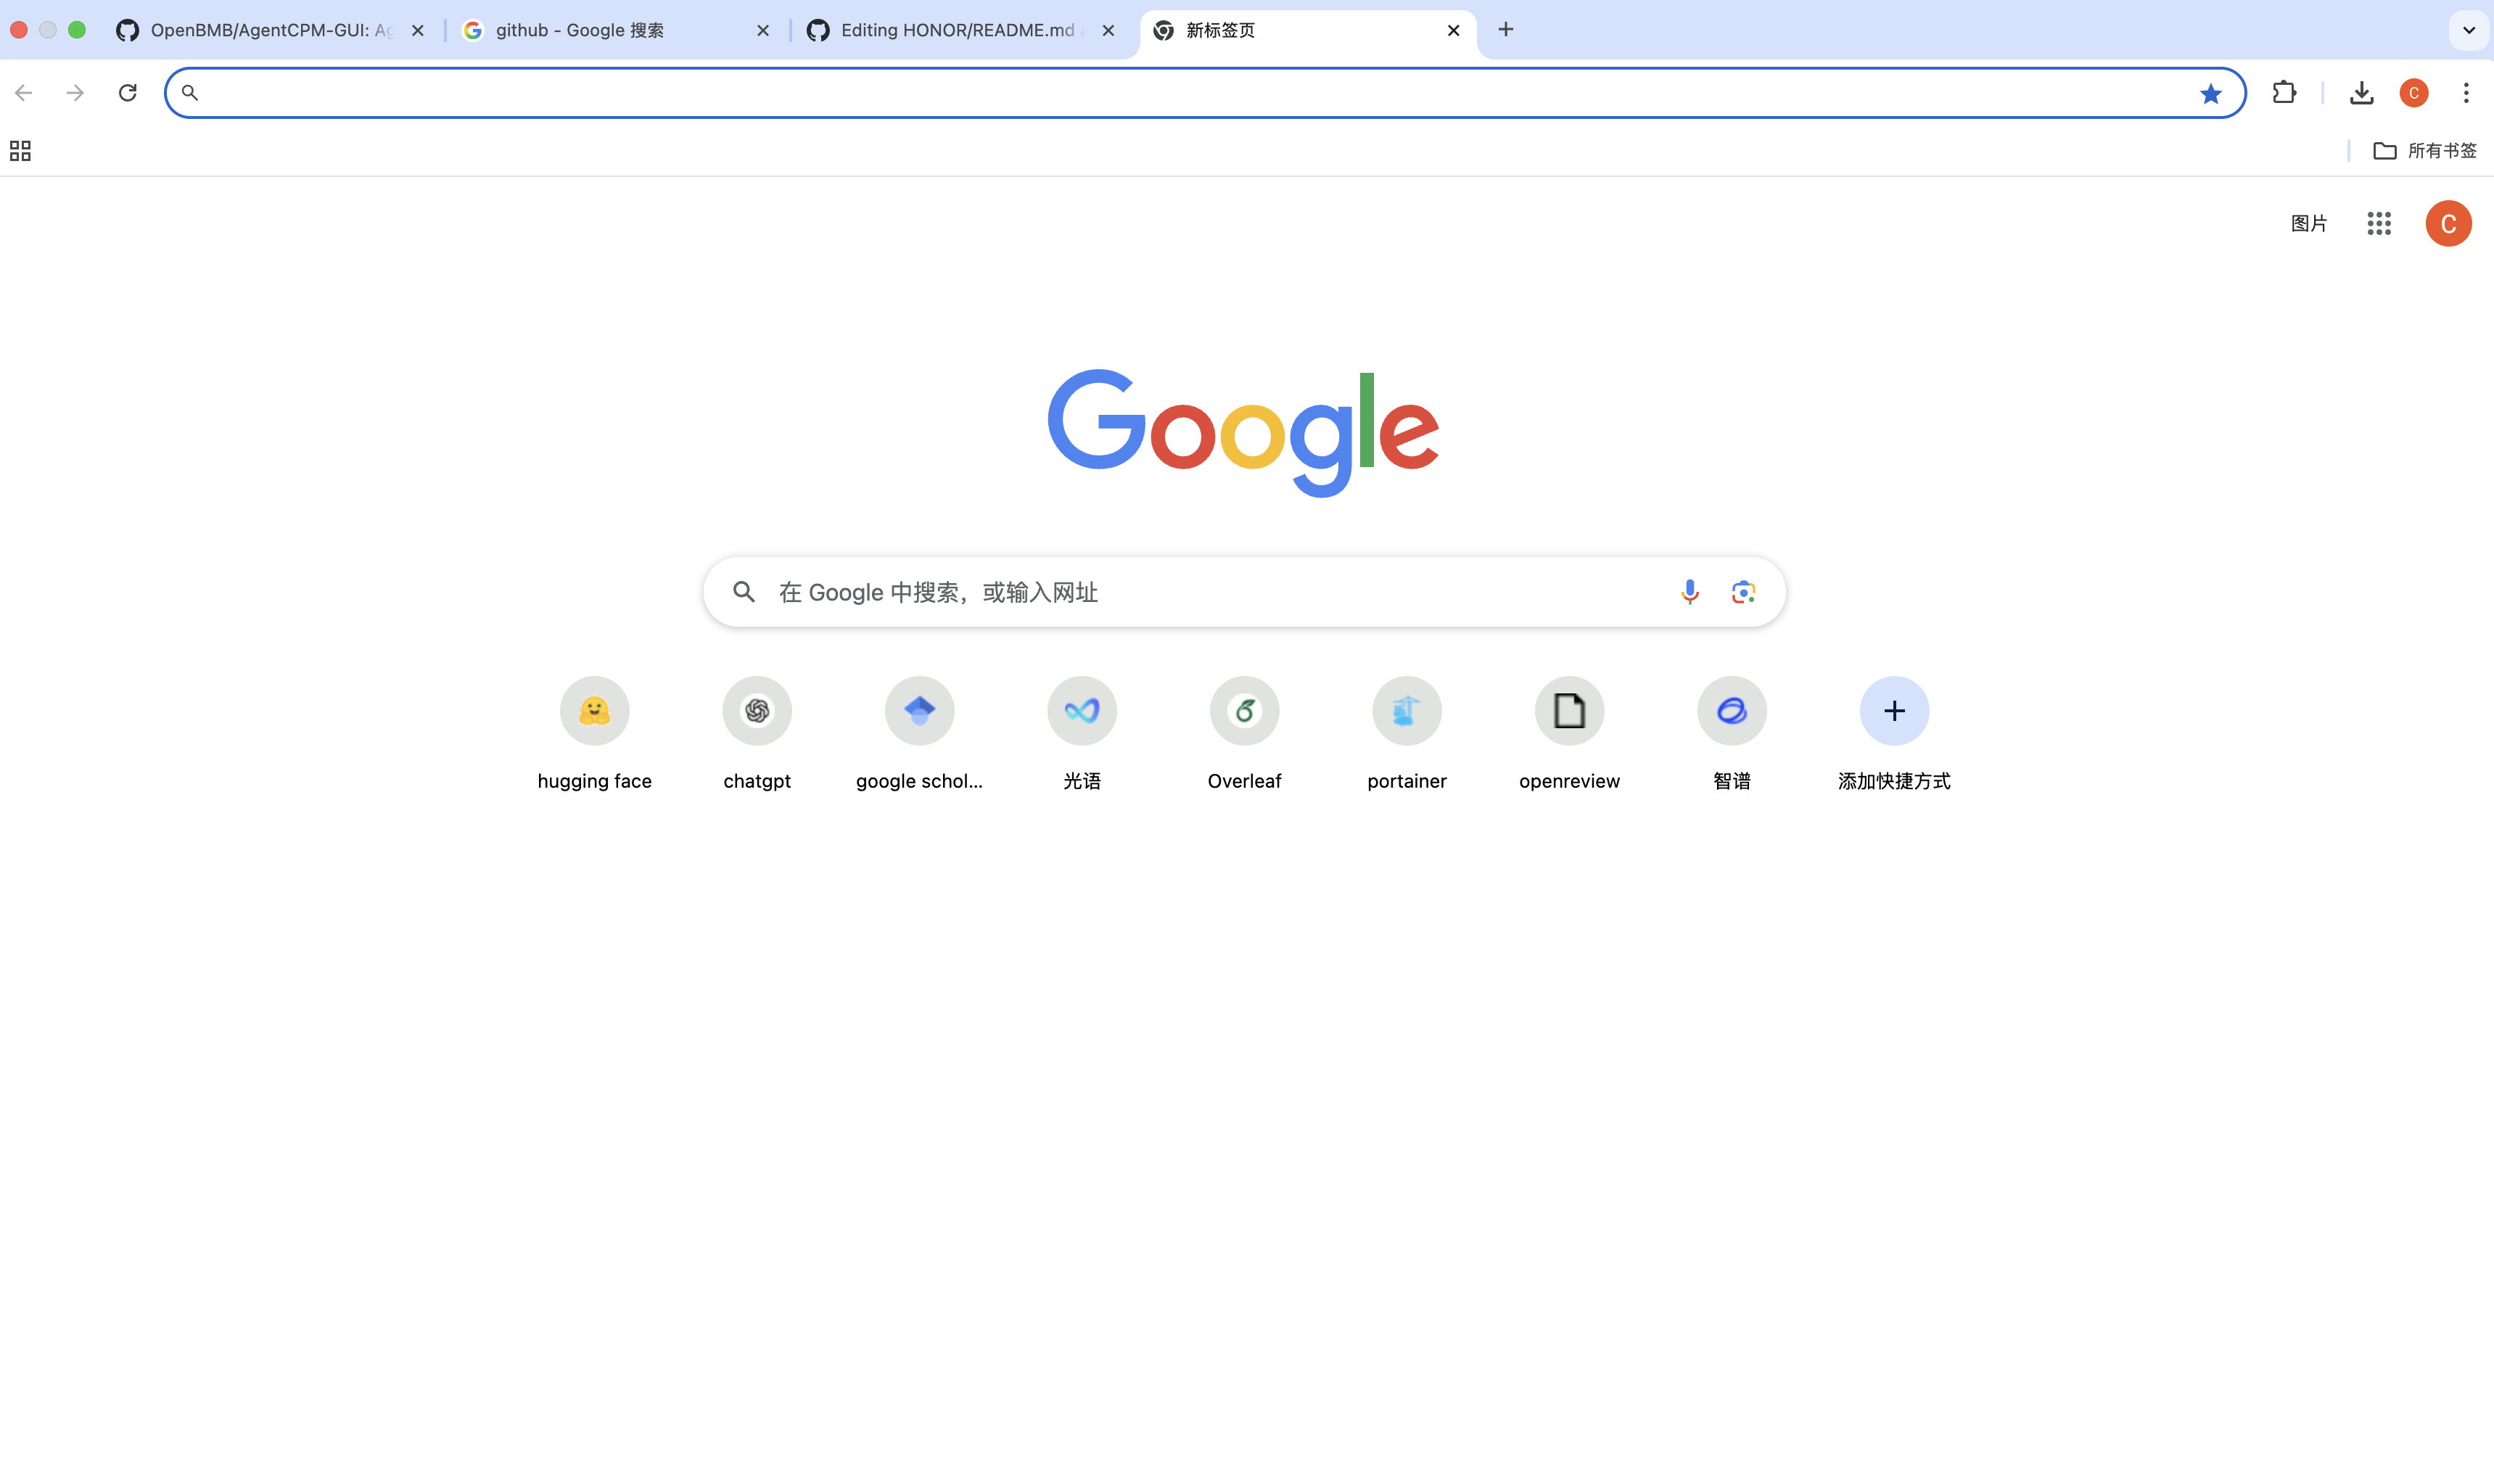 OpenBMB/AgentCPM-GUI: Ag
github - Google 搜索
Editing HONOR/README.md
新标签页
C
所有书签
图片
C
Google
在 Google 中搜索，或输入网址
hugging face
chatgpt
google schol...
光语
Overleaf
portainer
openreview
智谱
添加快捷方式